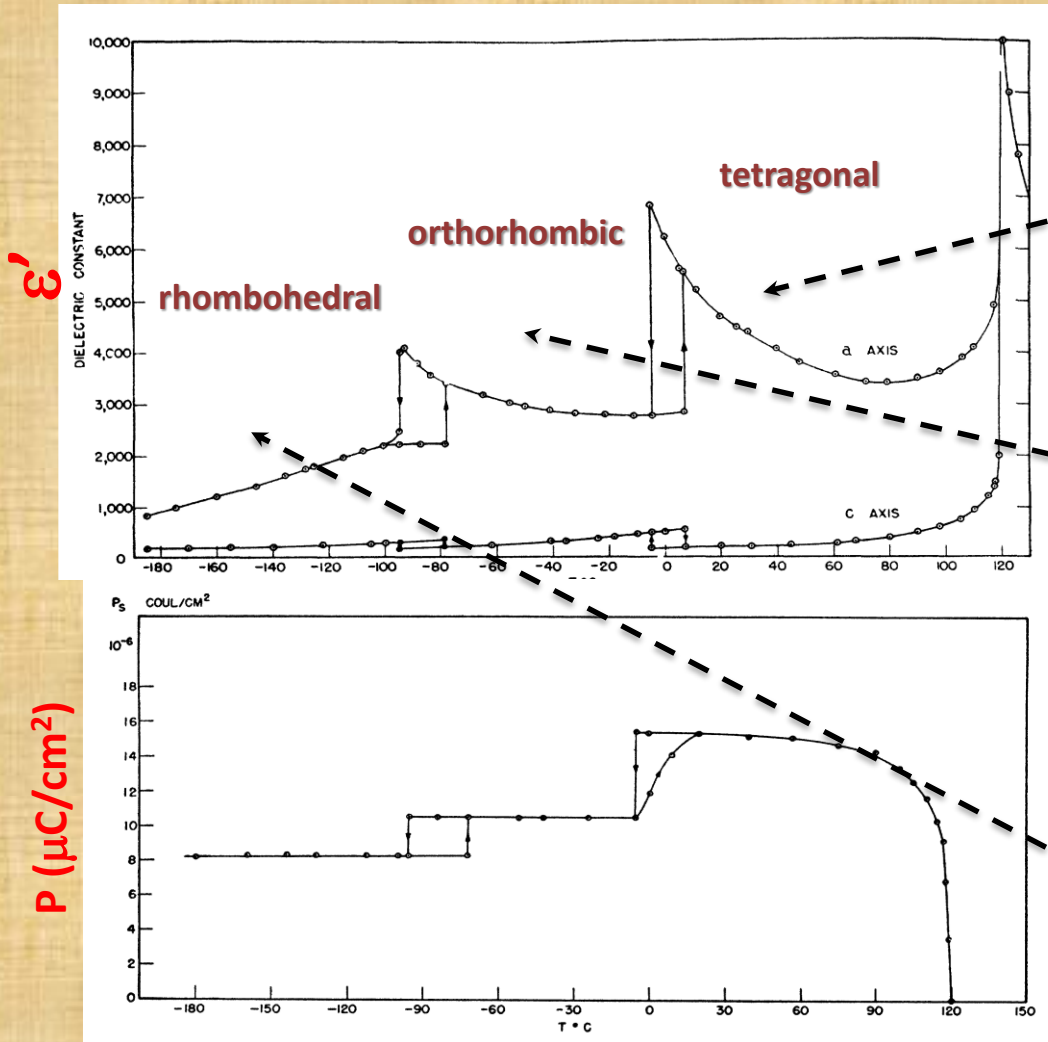 10,000
9,000
8,000
7,000
6,000
5,000
4,000
3,000
2,000
1,000
0
DIELECTRIC CONSTANT
ε′
tetragonal
orthorhombic
rhombohedral
a AXIS
C AXIS
-180 -160 -140 -120 -100 -80 -60 -40 -20 0 20 40 60 80 100 120
Ps COUL/CM²
10⁻⁶
18
16
14
12
10
8
6
4
2
0
P (μC/cm²)
-180 -150 -120 -90 -60 -30 0 30 60 90 120 150
T °C